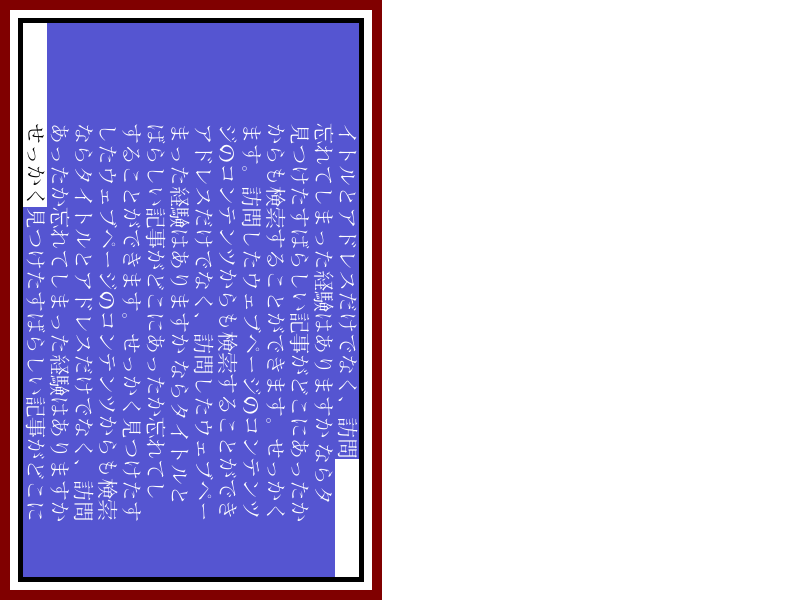 せっかく見つけたすばらしい記事がどこに
あったか忘れてしまった経験はありますか
ならタイトルとアドレスだけでなく、訪問
したウェブページのコンテンツからも検索
することができます。せっかく見つけたす
ばらしい記事がどこにあったか忘れてし
まった経験はありますかならタイトルと
アドレスだけでなく、訪問したウェブペー
ジのコンテンツからも検索することができ
ます。訪問したウェブページのコンテンツ
からも検索することができます。せっかく
見つけたすばらしい記事がどこにあったか
忘れてしまった経験はありますかならタ
イトルとアドレスだけでなく、訪問